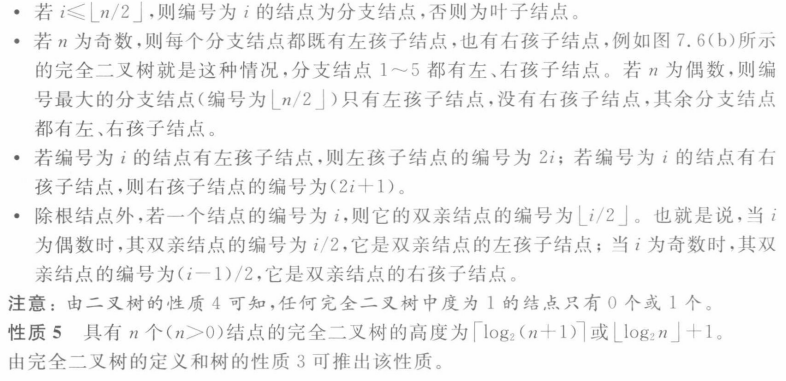 • 若 i≤⌊n/2⌋,则编号为 i 的结点为分支结点,否则为叶子结点。
• 若 n 为奇数,则每个分支结点都既有左孩子结点,也有右孩子结点,例如图 7.6(b)所示
的完全二叉树就是这种情况,分支结点 1～5 都有左、右孩子结点。若 n 为偶数,则编
号最大的分支结点(编号为⌊n/2⌋)只有左孩子结点,没有右孩子结点,其余分支结点
都有左、右孩子结点。
• 若编号为 i 的结点有左孩子结点,则左孩子结点的编号为 2i；若编号为 i 的结点有右
孩子结点,则右孩子结点的编号为(2i+1)。
• 除根结点外,若一个结点的编号为 i,则它的双亲结点的编号为⌊i/2⌋。也就是说,当 i
为偶数时,其双亲结点的编号为 i/2,它是双亲结点的左孩子结点；当 i 为奇数时,其双
亲结点的编号为(i−1)/2,它是双亲结点的右孩子结点。
注意：由二叉树的性质 4 可知,任何完全二叉树中度为 1 的结点只有 0 个或 1 个。
性质 5 具有 n 个(n>0)结点的完全二叉树的高度为⌈log₂(n+1)⌉或⌊log₂n⌋+1。
由完全二叉树的定义和树的性质 3 可推出该性质。